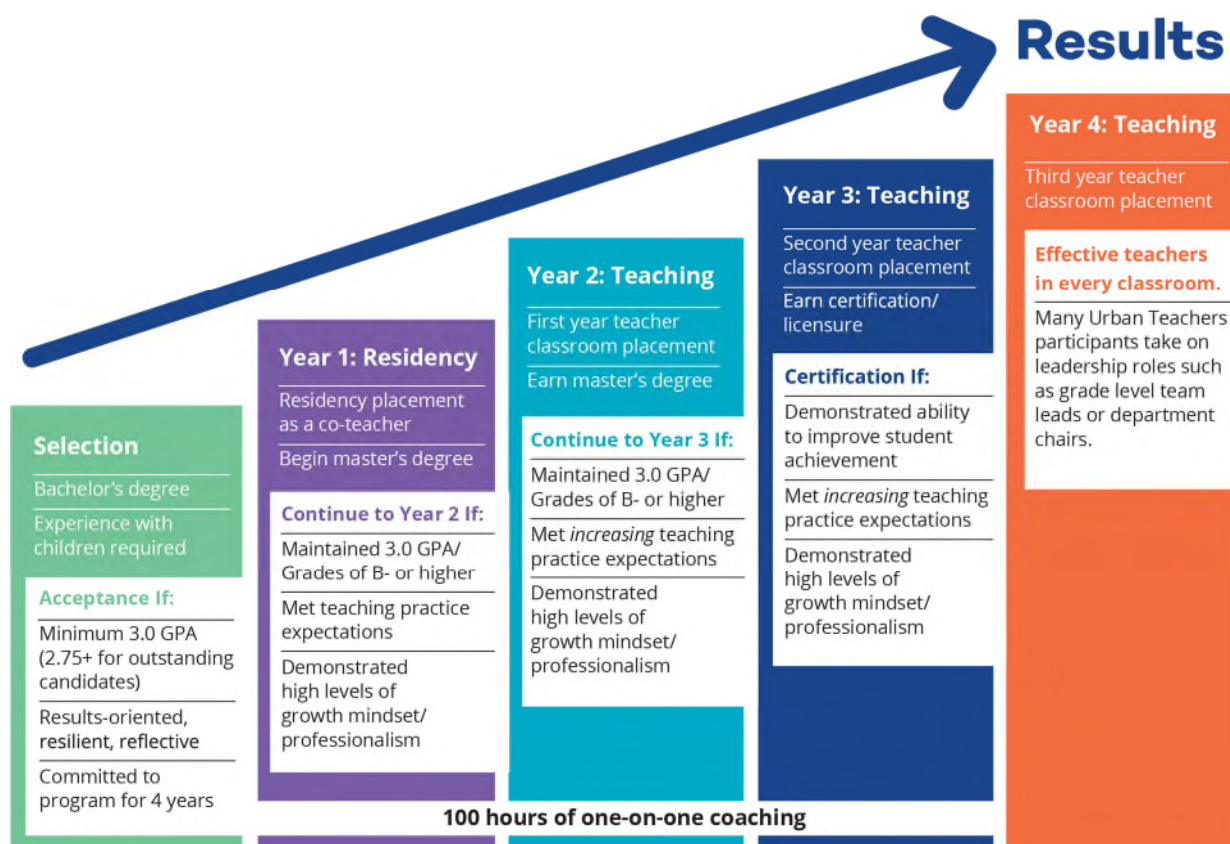 Results
Selection
Bachelor's degree
Experience with
children required
Acceptance If:
Minimum 3.0 GPA
(2.75+ for outstanding
candidates)
Results-oriented,
resilient, reflective
Committed to
program for 4 years
Year 1: Residency
Residency placement
as a co-teacher
Begin master's degree
Continue to Year 2 If:
Maintained 3.0 GPA/
Grades of B- or higher
Met teaching practice
expectations
Demonstrated
high levels of
growth mindset/
professionalism
Year 2: Teaching
First year teacher
classroom placement
Earn master's degree
Continue to Year 3 If:
Maintained 3.0 GPA/
Grades of B- or higher
Met increasing teaching
practice expectations
Demonstrated
high levels of
growth mindset/
professionalism
Year 3: Teaching
Second year teacher
classroom placement
Earn certification/
licensure
Certification If:
Demonstrated ability
to improve student
achievement
Met increasing teaching
practice expectations
Demonstrated
high levels of
growth mindset/
professionalism
Year 4: Teaching
Third year teacher
classroom placement
Effective teachers
in every classroom.
Many Urban Teachers
participants take on
leadership roles such
as grade level team
leads or department
chairs.
100 hours of one-on-one coaching